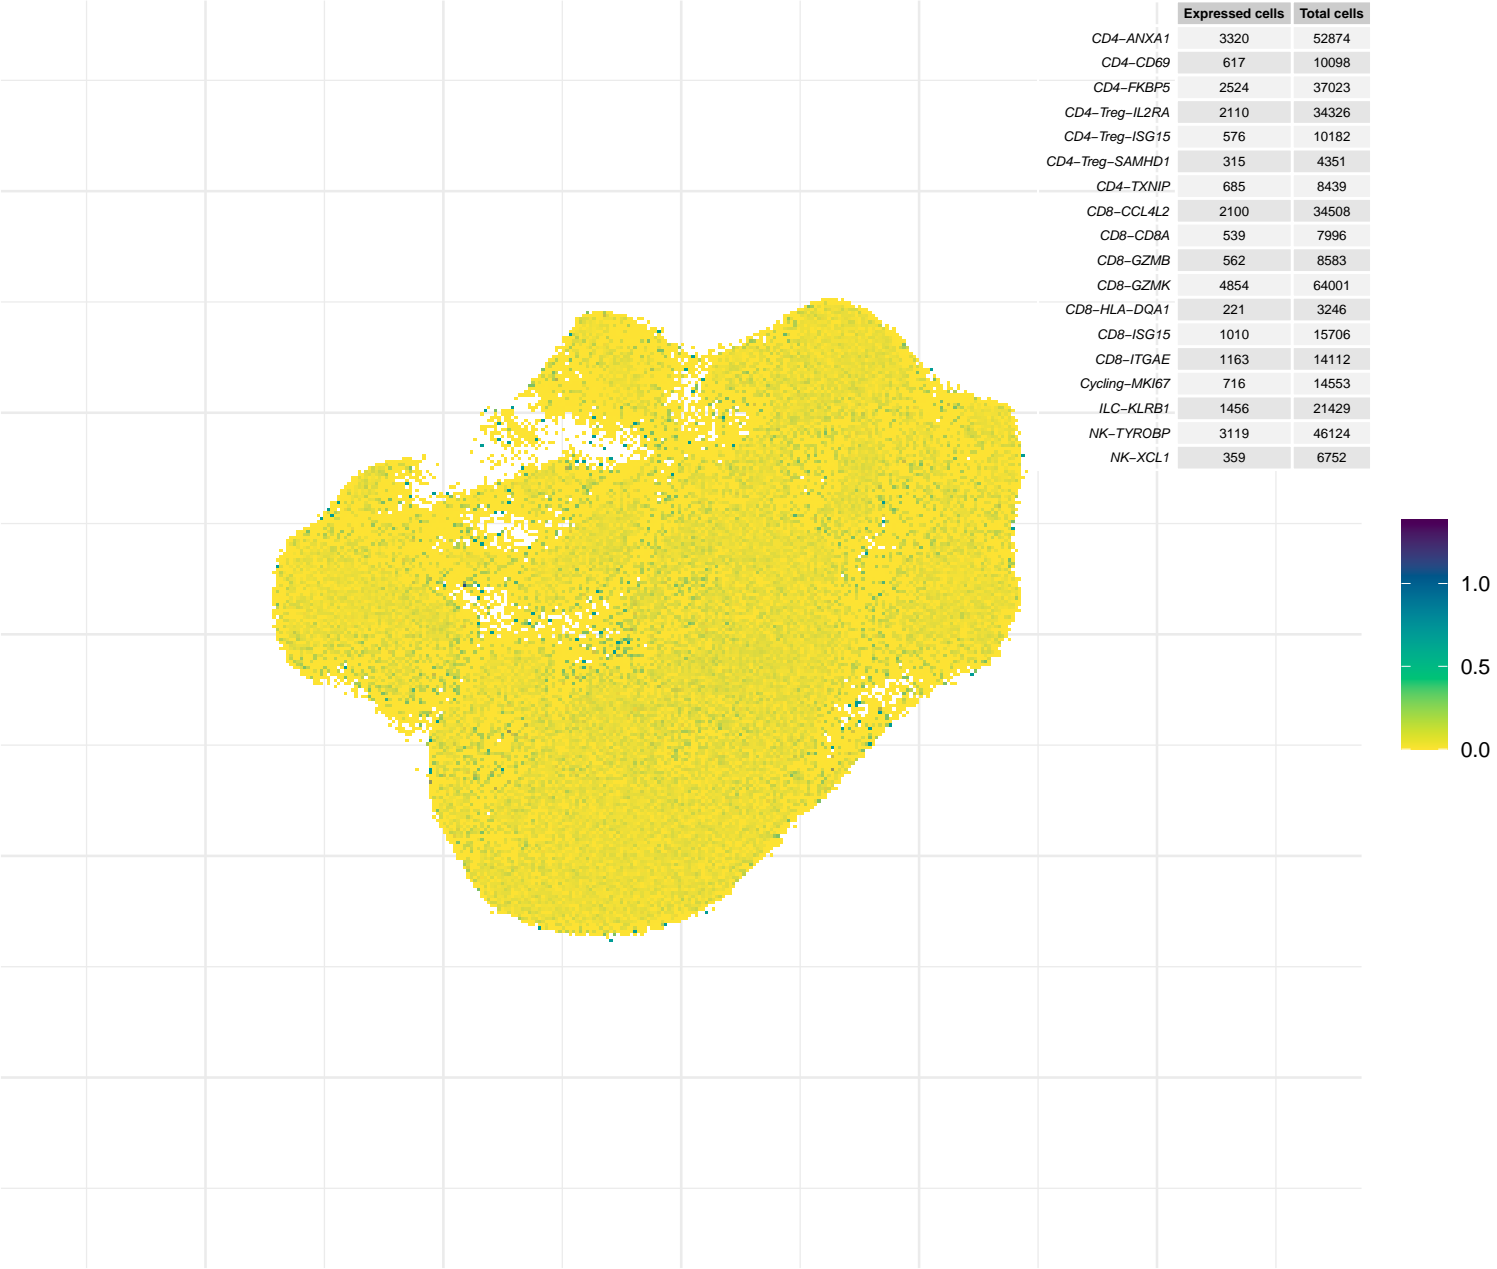 Expressed cells Total cells
CD4−ANXA1 3320 52874
CD4−CD69 617 10098
CD4−FKBP5 2524 37023
CD4−Treg−IL2RA 2110 34326
CD4−Treg−ISG15 576 10182
CD4−Treg−SAMHD1 315 4351
CD4−TXNIP 685 8439
CD8−CCL4L2 2100 34508
CD8−CD8A 539 7996
CD8−GZMB 562 8583
CD8−GZMK 4854 64001
CD8−HLA−DQA1 221 3246
CD8−ISG15 1010 15706
CD8−ITGAE 1163 14112
Cycling−MKI67 716 14553
ILC−KLRB1 1456 21429
NK−TYROBP 3119 46124
NK−XCL1 359 6752
1.0
0.5
0.0